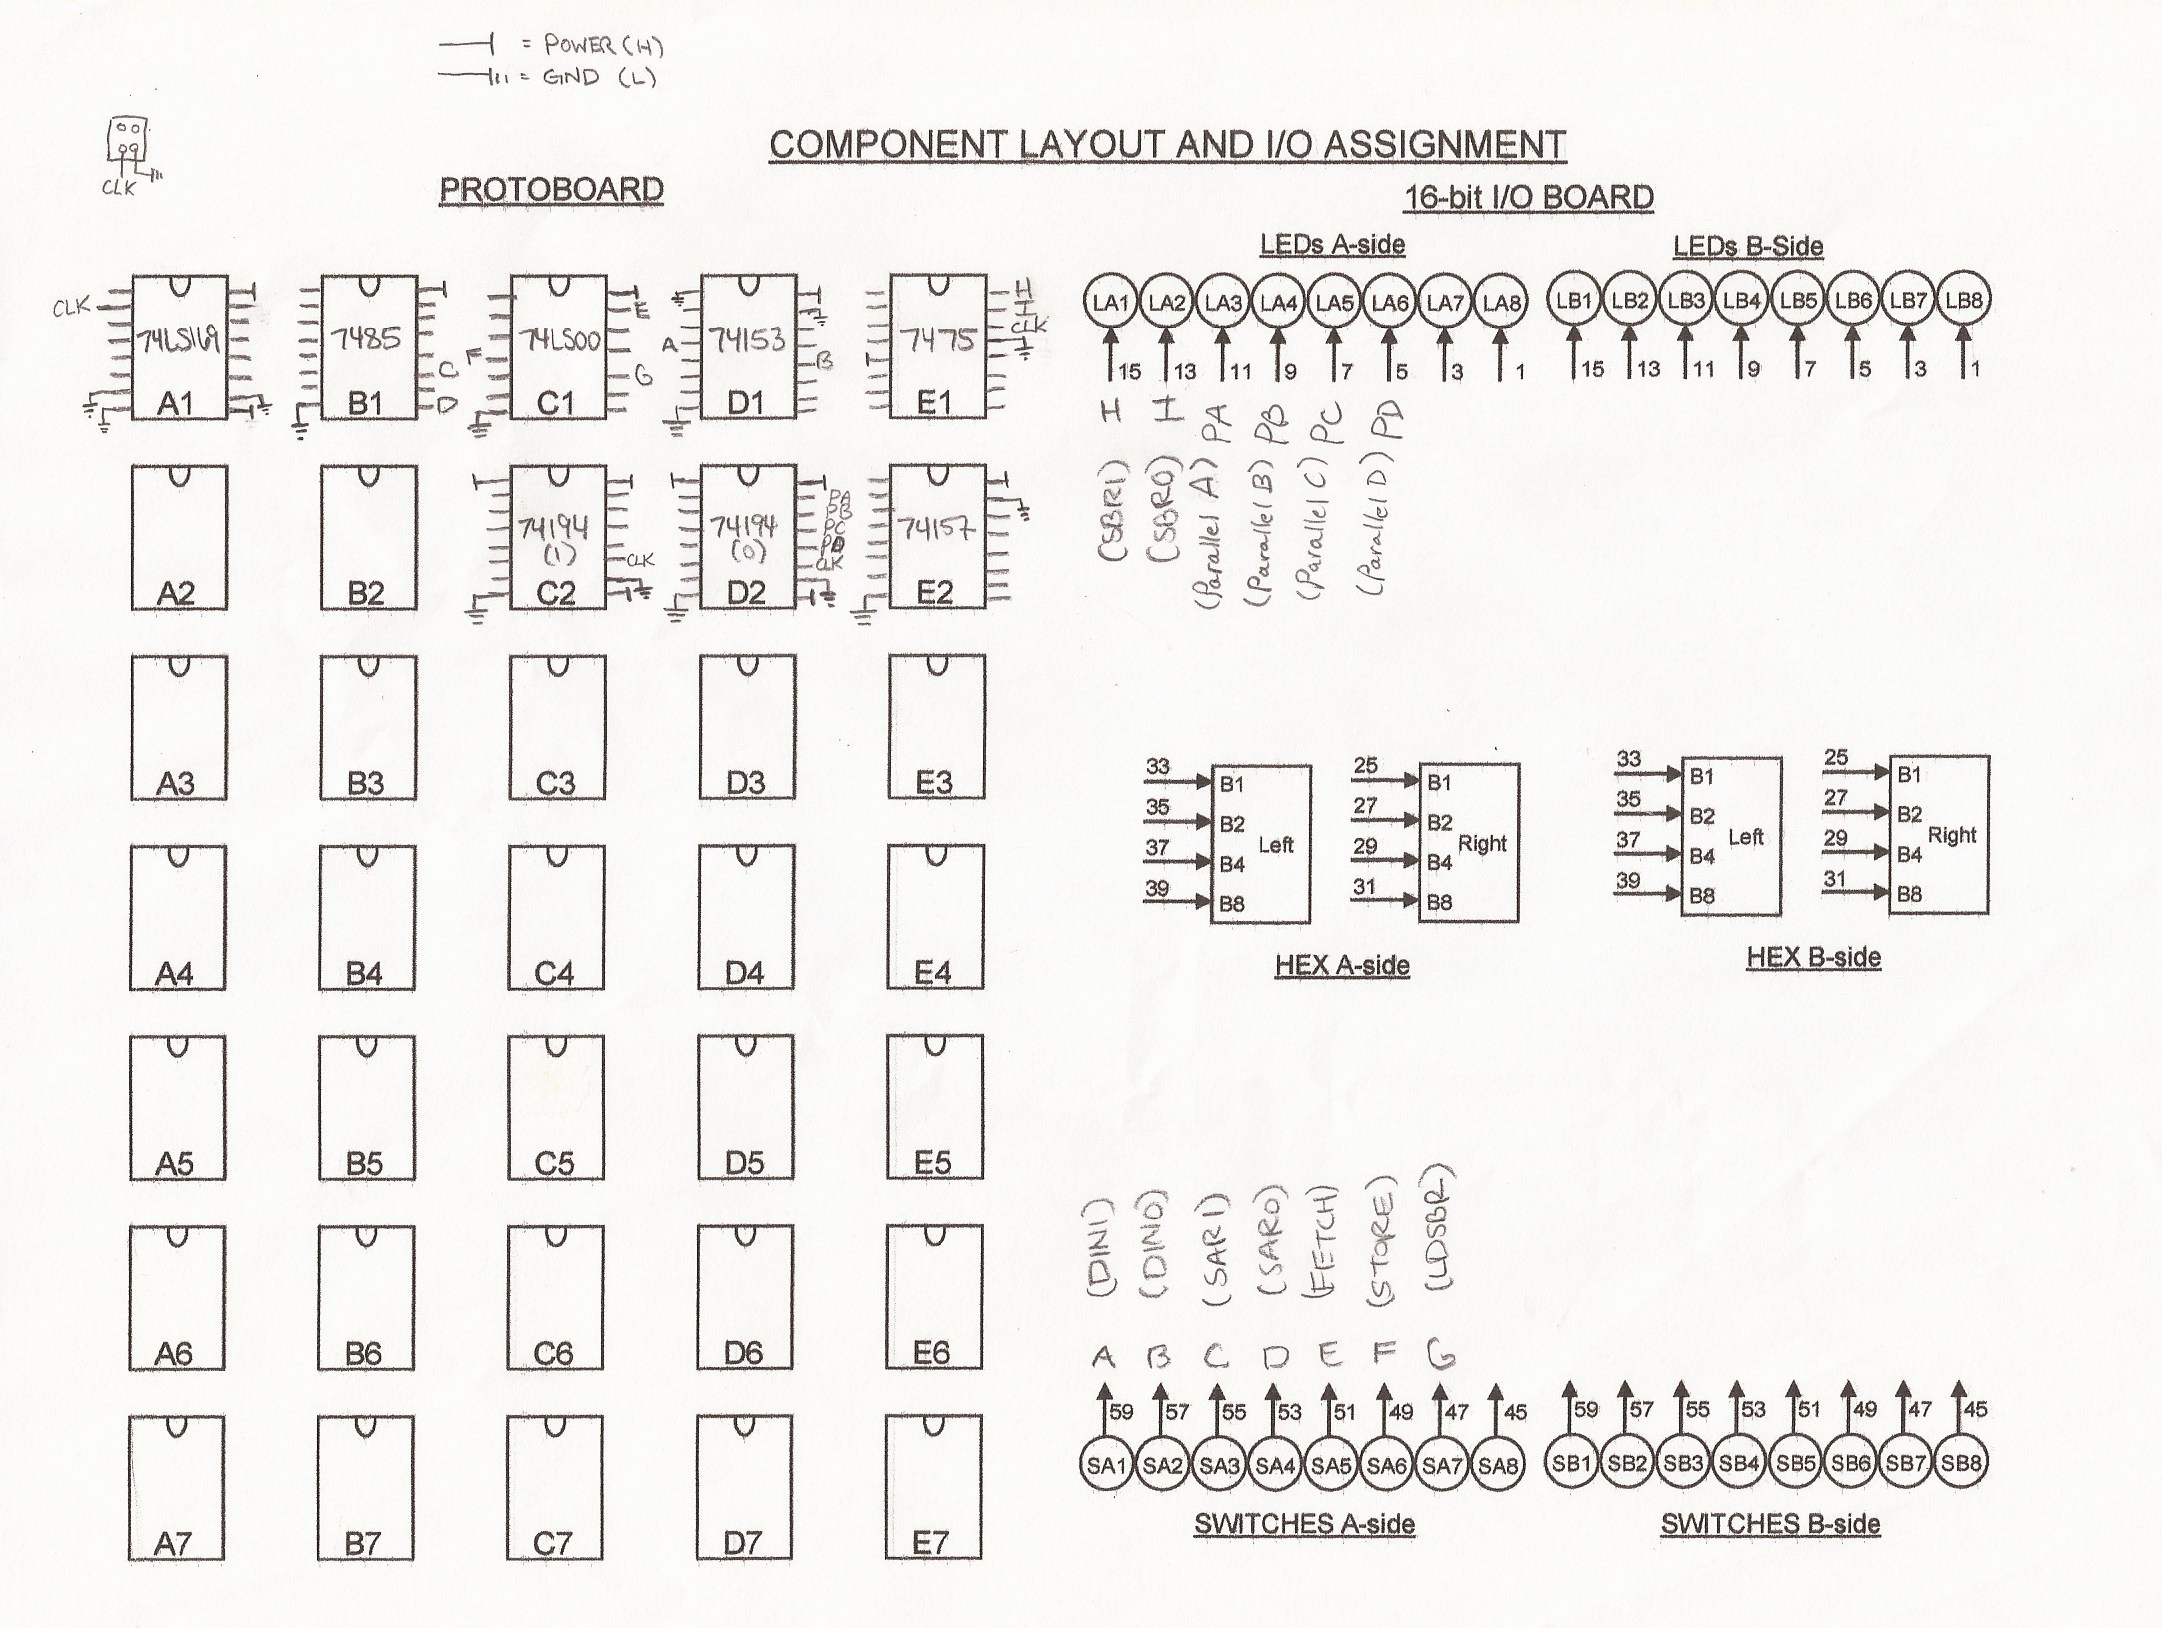 = POWER (H)
= GND (L)
CLK
COMPONENT LAYOUT AND I/O ASSIGNMENT
PROTOBOARD
16-bit I/O BOARD
LEDs A-side
LEDs B-Side
LA1 LA2 LA3 LA4 LA5 LA6 LA7 LA8
LB1 LB2 LB3 LB4 LB5 LB6 LB7 LB8
15 13 11 9 7 5 3 1
15 13 11 9 7 5 3 1
H
H
PA
PB
PC
PD
(SBR1)
(SBR0)
(Parallel A)
(Parallel B)
(Parallel C)
(Parallel D)
CLK
74LS169
A1
7485
C
D
B1
74LS00
E
F
G
C1
74153
A
B
D1
7475
H
I
CLK
E1
A2
B2
74194
(1)
CLK
C2
74194
(0)
PA
PB
PC
PD
CLK
D2
74157
E2
A3 B3 C3 D3 E3
A4 B4 C4 D4 E4
A5 B5 C5 D5 E5
A6 B6 C6 D6 E6
A7 B7 C7 D7 E7
33 B1
35 B2
37 B4
39 B8
Left
25 B1
27 B2
29 B4
31 B8
Right
HEX A-side
33 B1
35 B2
37 B4
39 B8
Left
25 B1
27 B2
29 B4
31 B8
Right
HEX B-side
(DIN1)
(DIN0)
(SAR1)
(SAR0)
(FETCH)
(STORE)
(LDSBR)
A B C D E F G
59 57 55 53 51 49 47 45
59 57 55 53 51 49 47 45
SA1 SA2 SA3 SA4 SA5 SA6 SA7 SA8
SB1 SB2 SB3 SB4 SB5 SB6 SB7 SB8
SWITCHES A-side
SWITCHES B-side